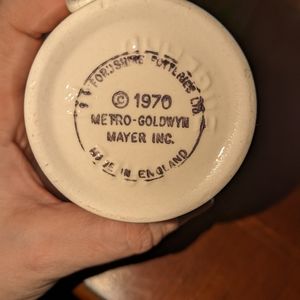 POTTERIES LTD
© 1970
METRO-GOLDWYN
MAYER INC.
MADE IN ENGLAND